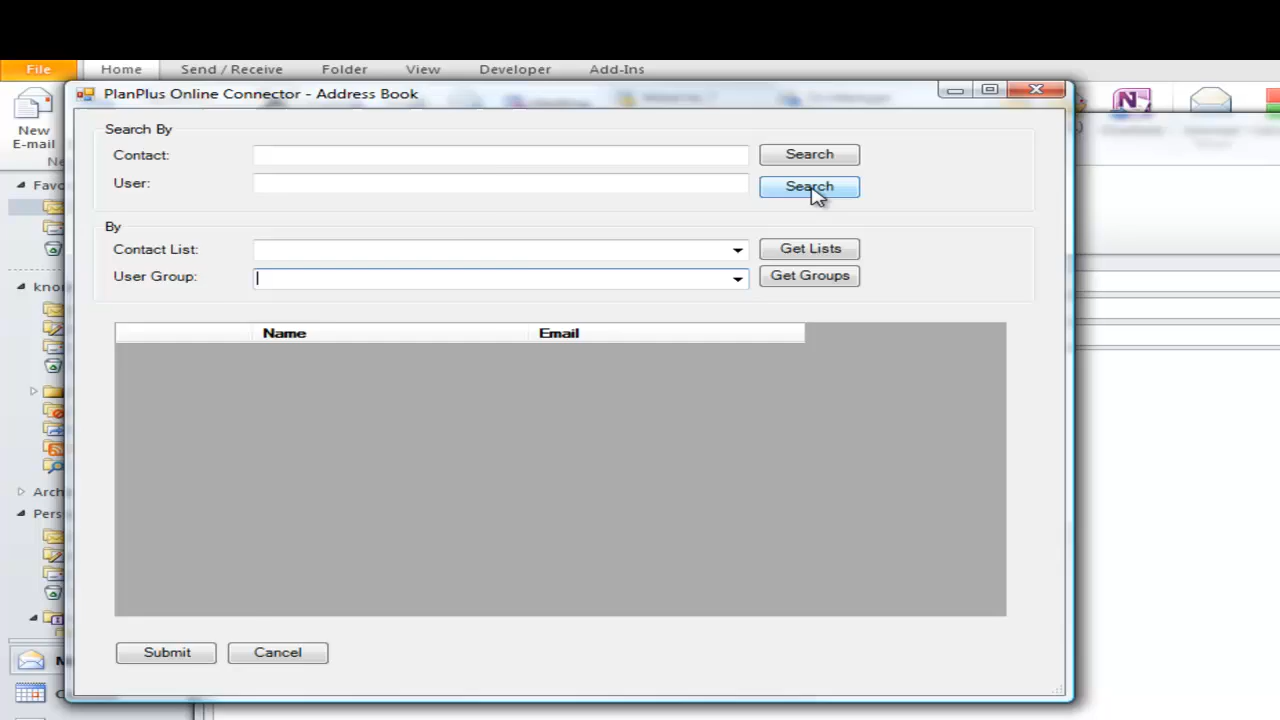 File Home Send / Receive Folder View Developer Add-Ins
PlanPlus Online Connector - Address Book
New
E-mail
Search By
Contact: Search
User: Search
By
Contact List: Get Lists
User Group: Get Groups
Name Email
Submit Cancel